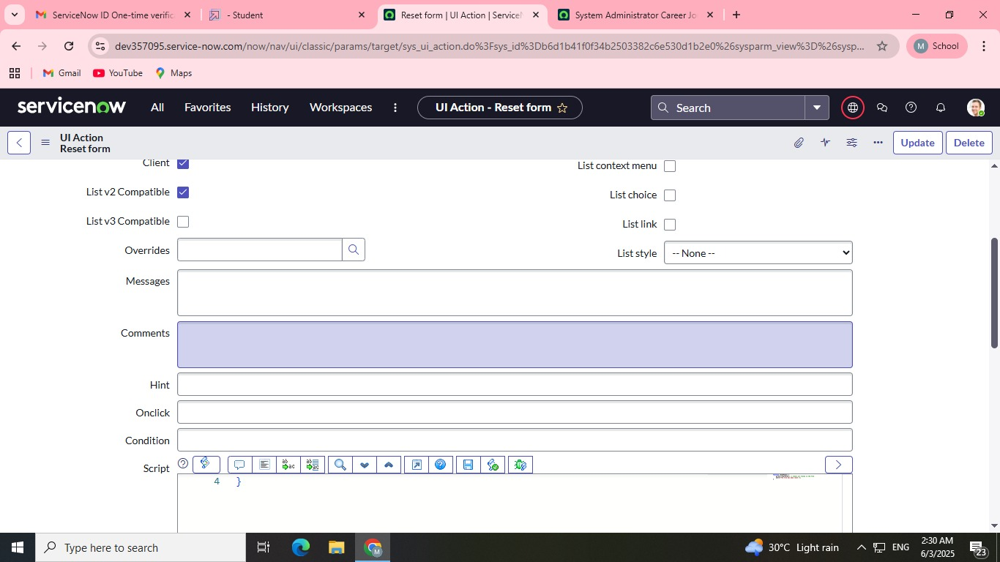 ServiceNow ID One-time verific
- Student
Reset form | UI Action | Service
System Administrator Career Jo
dev357095.service-now.com/now/nav/ui/classic/params/target/sys_ui_action.do%3Fsys_id%3Db6d1b41f0f34b2503382c6e530d1b2e0%26sysparm_view%3D%26sysp...
M School
Gmail YouTube Maps
servicenow All Favorites History Workspaces UI Action - Reset form Search
UI Action
Reset form
Update Delete
Client
List context menu
List v2 Compatible
List choice
List v3 Compatible
List link
Overrides
List style -- None --
Messages
Comments
Hint
Onclick
Condition
Script
4 }
Type here to search
30°C Light rain
ENG
2:30 AM
6/3/2025
23